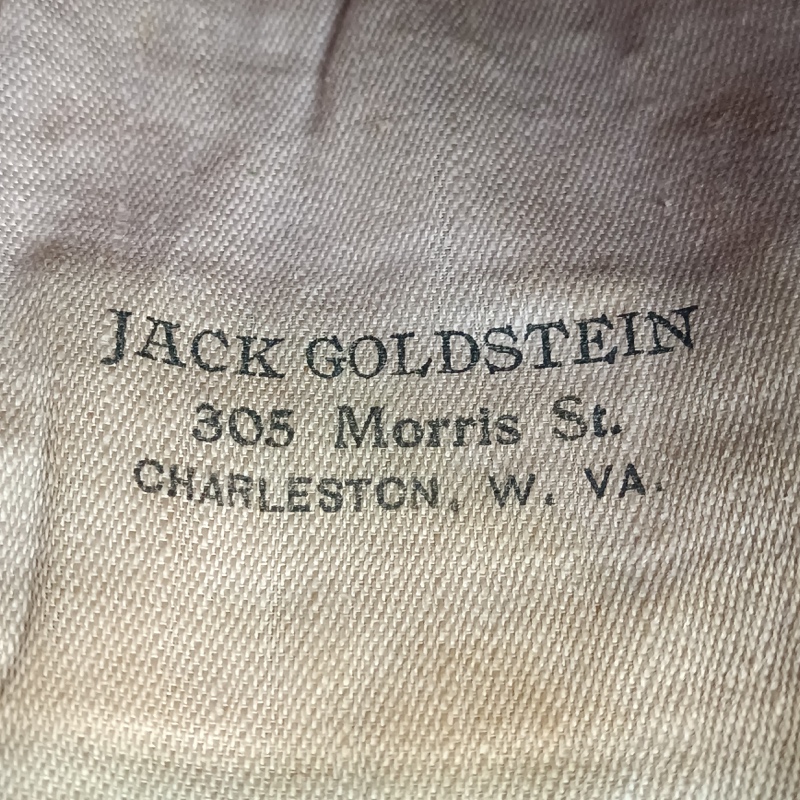 JACK GOLDSTEIN
305 Morris St.
CHARLESTON, W. VA.